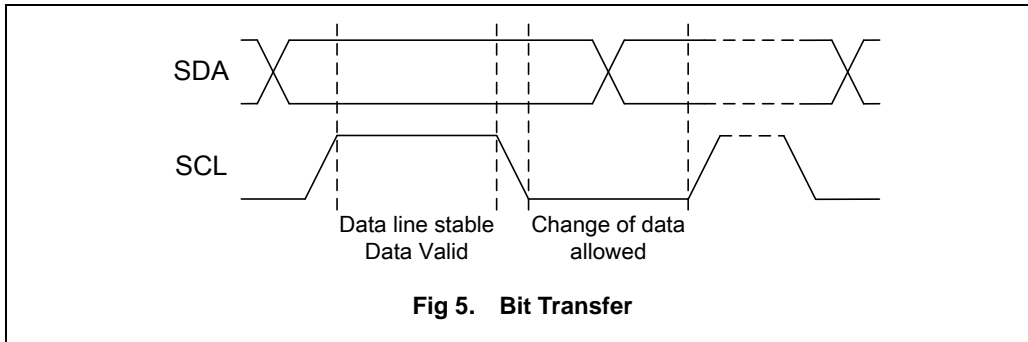 SDA
SCL
Data line stable
Data Valid
Change of data
allowed
Fig 5. Bit Transfer